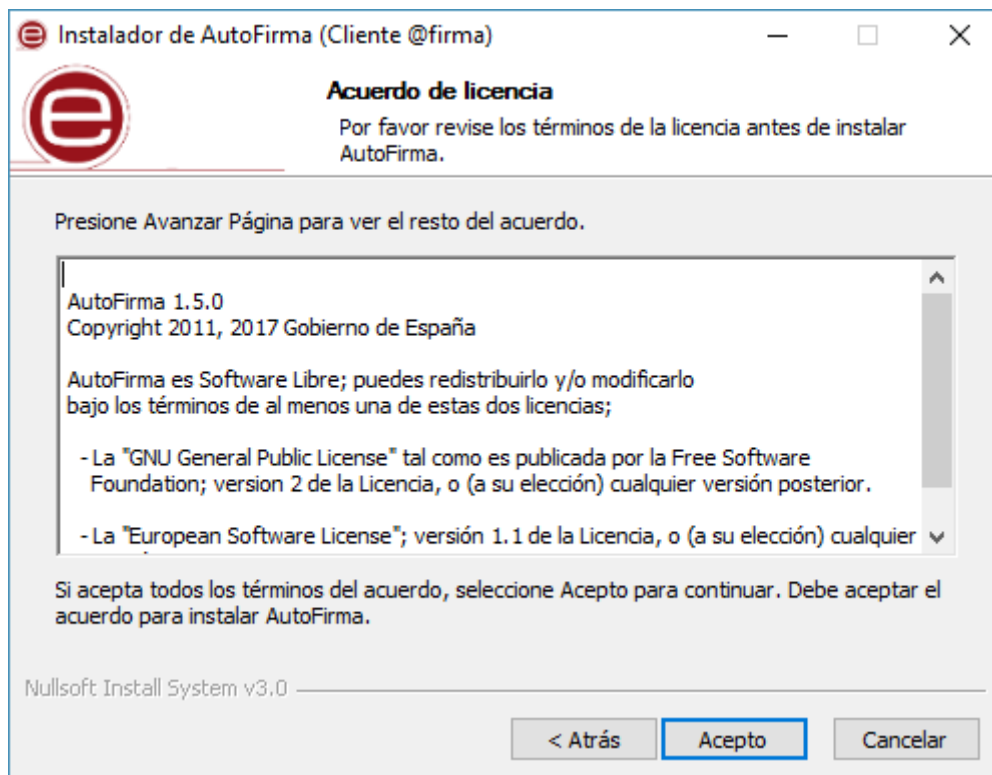 Instalador de AutoFirma (Cliente @firma)
Acuerdo de licencia
Por favor revise los términos de la licencia antes de instalar
AutoFirma.
Presione Avanzar Página para ver el resto del acuerdo.
AutoFirma 1.5.0
Copyright 2011, 2017 Gobierno de España
AutoFirma es Software Libre; puedes redistribuirlo y/o modificarlo
bajo los términos de al menos una de estas dos licencias;
- La "GNU General Public License" tal como es publicada por la Free Software
Foundation; version 2 de la Licencia, o (a su elección) cualquier versión posterior.
- La "European Software License"; versión 1.1 de la Licencia, o (a su elección) cualquier
Si acepta todos los términos del acuerdo, seleccione Acepto para continuar. Debe aceptar el
acuerdo para instalar AutoFirma.
Nullsoft Install System v3.0
< Atrás
Acepto
Cancelar